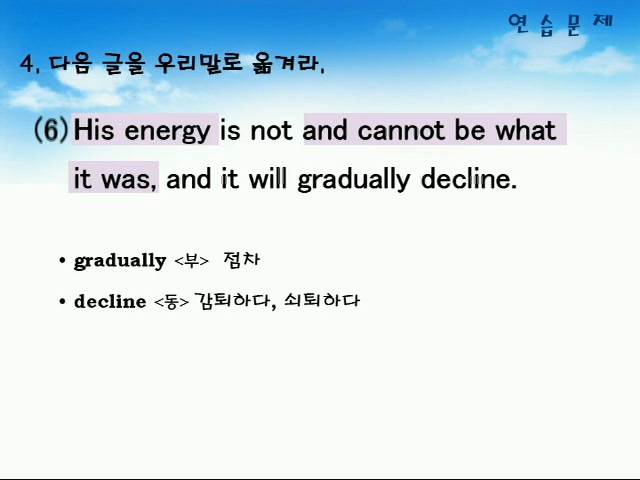 연 습 문 제
4. 다음 글을 우리말로 옮겨라.
(6) His energy is not and cannot be what
it was, and it will gradually decline.
• gradually <부> 점차
• decline <동> 감퇴하다, 쇠퇴하다